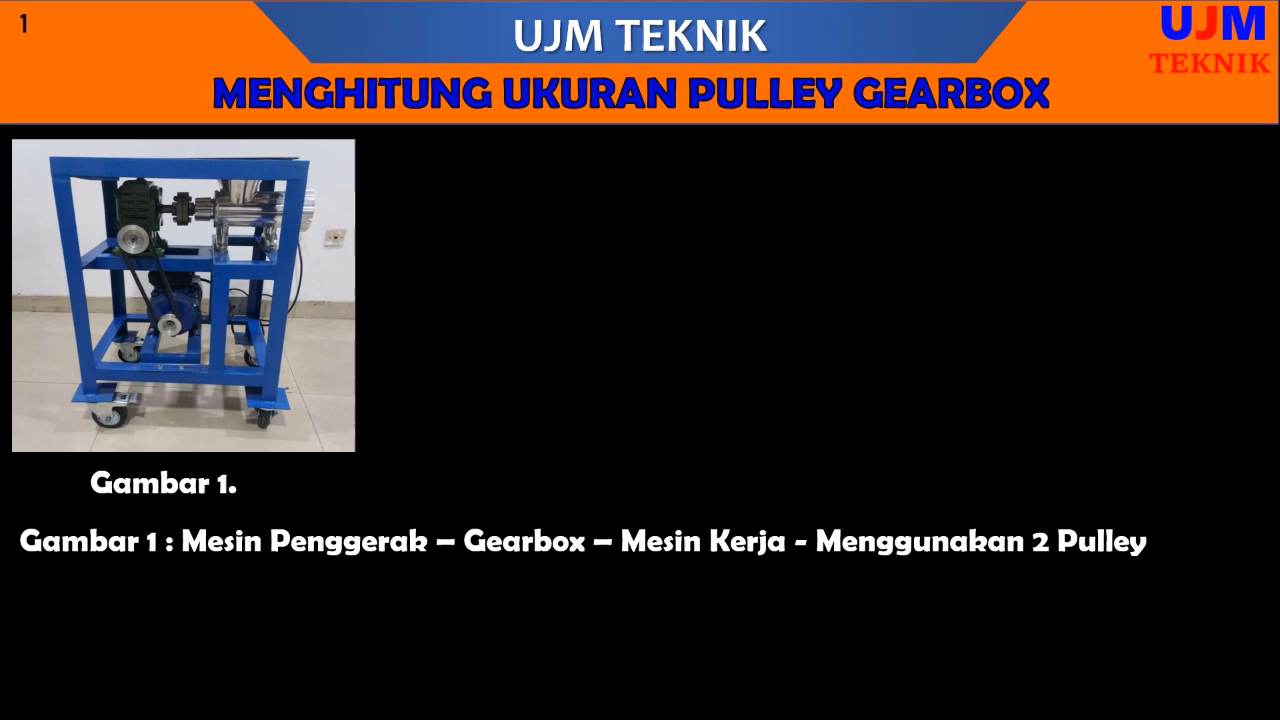 1
UJM TEKNIK
UJM
TEKNIK
MENGHITUNG UKURAN PULLEY GEARBOX
Gambar 1.
Gambar 1 : Mesin Penggerak – Gearbox – Mesin Kerja - Menggunakan 2 Pulley